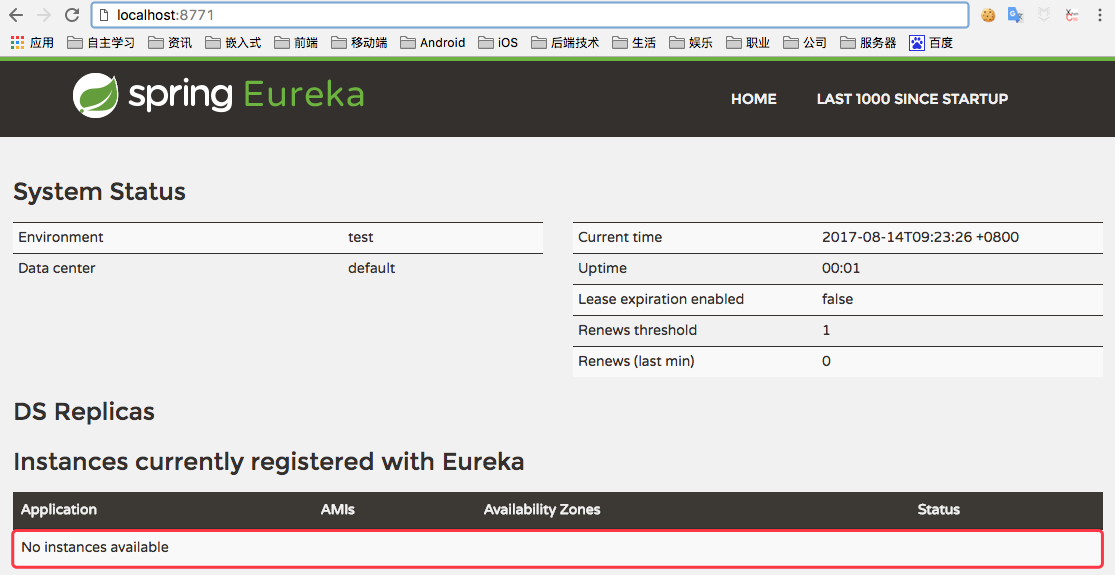 localhost:8771
应用 自主学习 资讯 嵌入式 前端 移动端 Android iOS 后端技术 生活 娱乐 职业 公司 服务器 百度
spring Eureka HOME LAST 1000 SINCE STARTUP
System Status
Environment test
Data center default
Current time 2017-08-14T09:23:26 +0800
Uptime 00:01
Lease expiration enabled false
Renews threshold 1
Renews (last min) 0
DS Replicas
Instances currently registered with Eureka
Application AMIs Availability Zones Status
No instances available